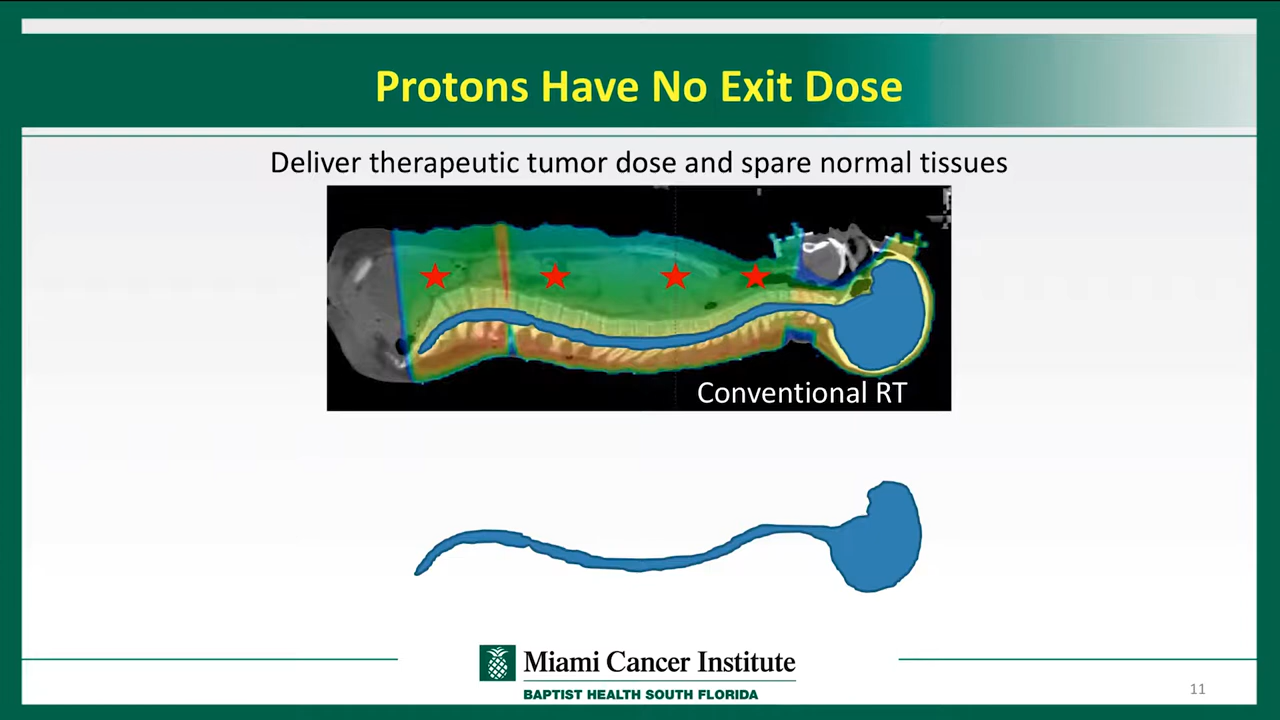 Protons Have No Exit Dose
Deliver therapeutic tumor dose and spare normal tissues
Conventional RT
Miami Cancer Institute
BAPTIST HEALTH SOUTH FLORIDA
11